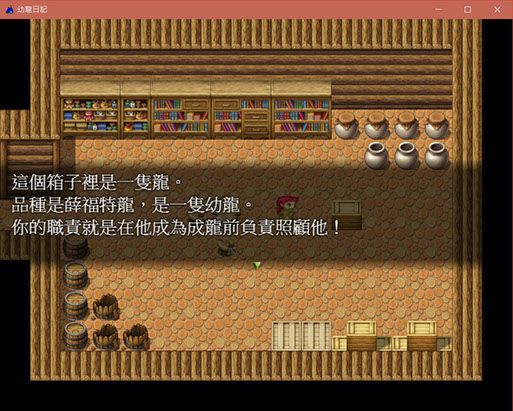 幼龍日記
這個箱子裡是一隻龍。
品種是薛福特龍，是一隻幼龍。
你的職責就是在他成為成龍前負責照顧他！